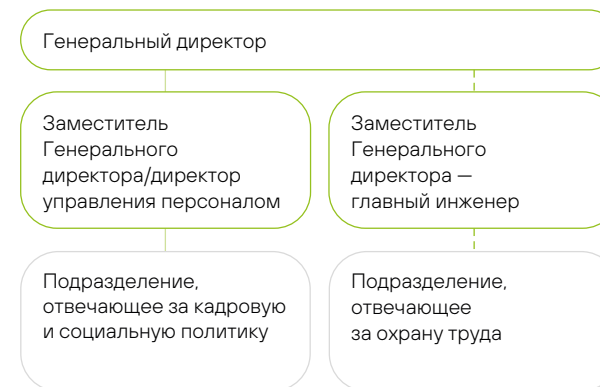 Генеральный директор
Заместитель
Генерального
директора/директор
управления персоналом
Заместитель
Генерального
директора —
главный инженер
Подразделение,
отвечающее за кадровую
и социальную политику
Подразделение,
отвечающее
за охрану труда